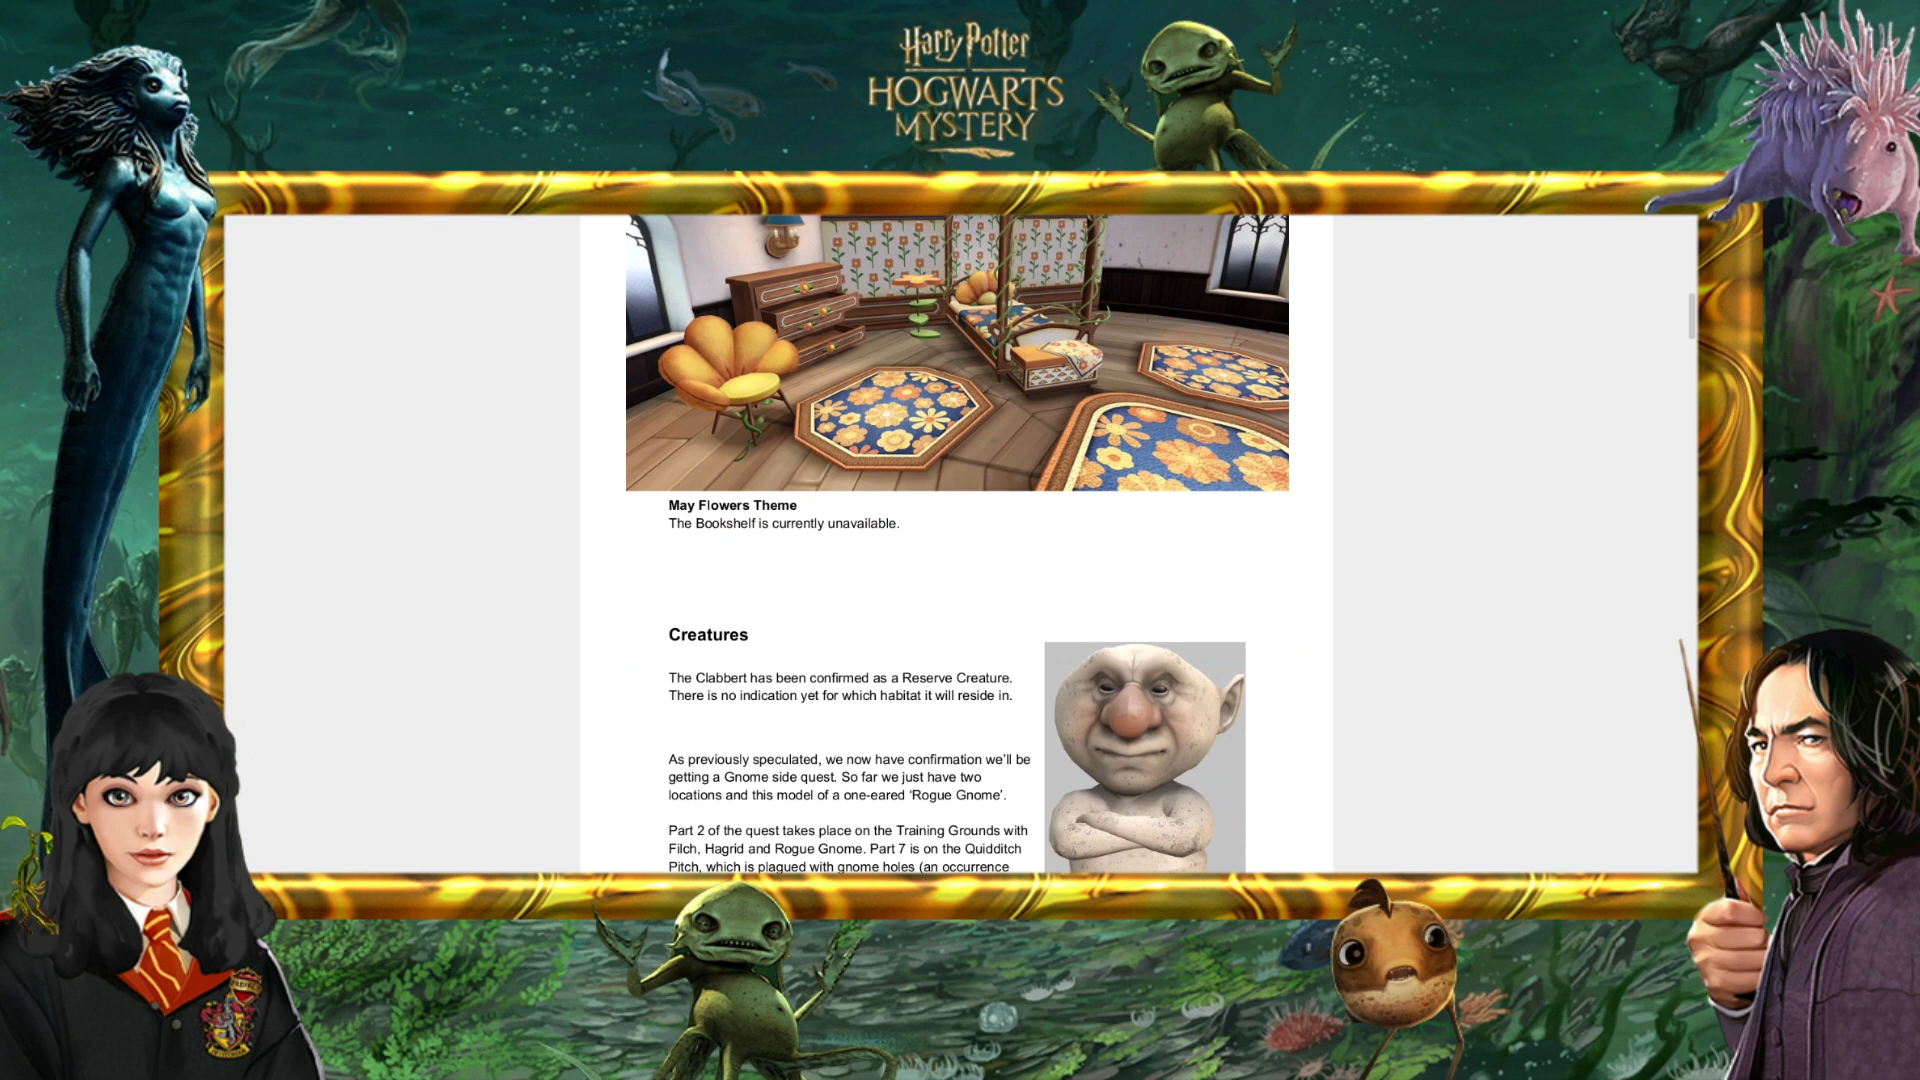 Harry Potter
HOGWARTS
MYSTERY
May Flowers Theme
The Bookshelf is currently unavailable.
Creatures
The Clabbert has been confirmed as a Reserve Creature.
There is no indication yet for which habitat it will reside in.
As previously speculated, we now have confirmation we’ll be
getting a Gnome side quest. So far we just have two
locations and this model of a one-eared ‘Rogue Gnome’.
Part 2 of the quest takes place on the Training Grounds with
Filch, Hagrid and Rogue Gnome. Part 7 is on the Quidditch
Pitch, which is plagued with gnome holes (an occurrence
PREFECT